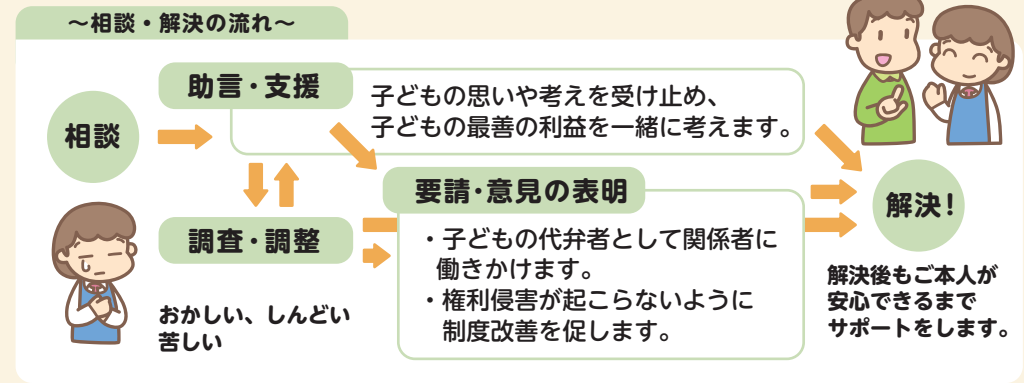 ～相談・解決の流れ～
相談
助言・支援
子どもの思いや考えを受け止め、
子どもの最善の利益を一緒に考えます。
調査・調整
要請・意見の表明
・子どもの代弁者として関係者に
働きかけます。
・権利侵害が起こらないように
制度改善を促します。
おかしい、しんどい
苦しい
解決！
解決後もご本人が
安心できるまで
サポートをします。